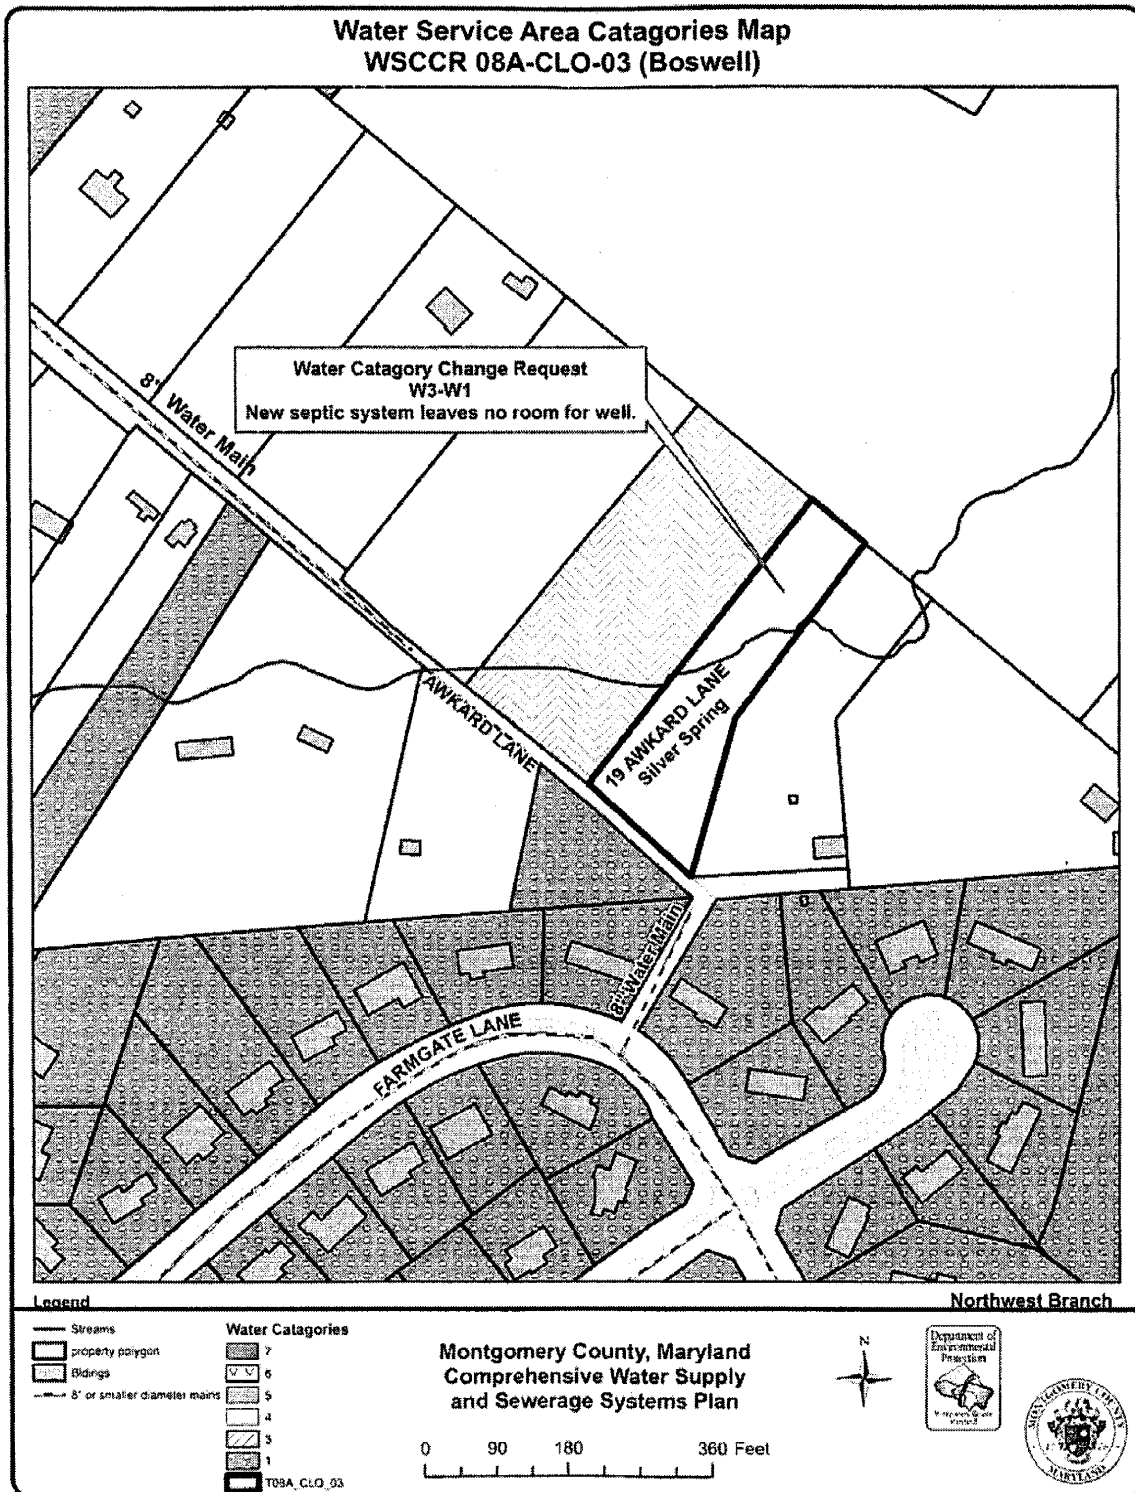 Water Service Area Catagories Map
WSCCR 08A-CLO-03 (Boswell)
Water Catagory Change Request
W3-W1
New septic system leaves no room for well.
8" Water Main
AWKARD LANE
19 AWKARD LANE
Silver Spring
8" Water Main
FARMGATE LANE
Legend
Northwest Branch
Streams
property polygon
Bldings
8" or smaller diameter mains
Water Catagories
7
6
5
4
3
1
T08A_CLO_03
Montgomery County, Maryland
Comprehensive Water Supply
and Sewerage Systems Plan
0 90 180 360 Feet
N
Department of
Environmental
Protection
MONTGOMERY COUNTY
MARYLAND